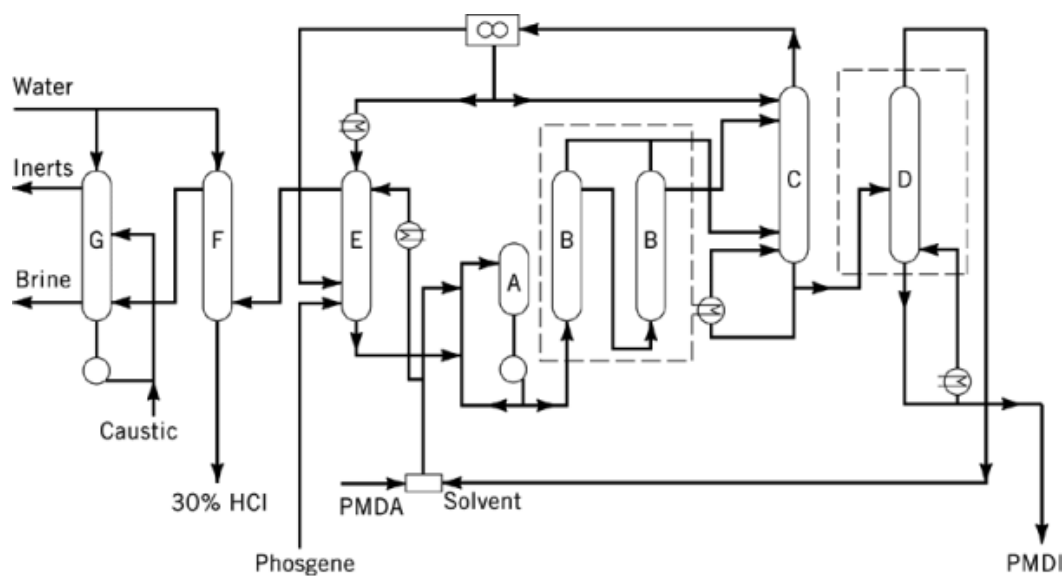 Water
Inerts
Brine
Caustic
30% HCl
Phosgene
PMDA
Solvent
PMDI
G
F
E
A
B
B
C
D